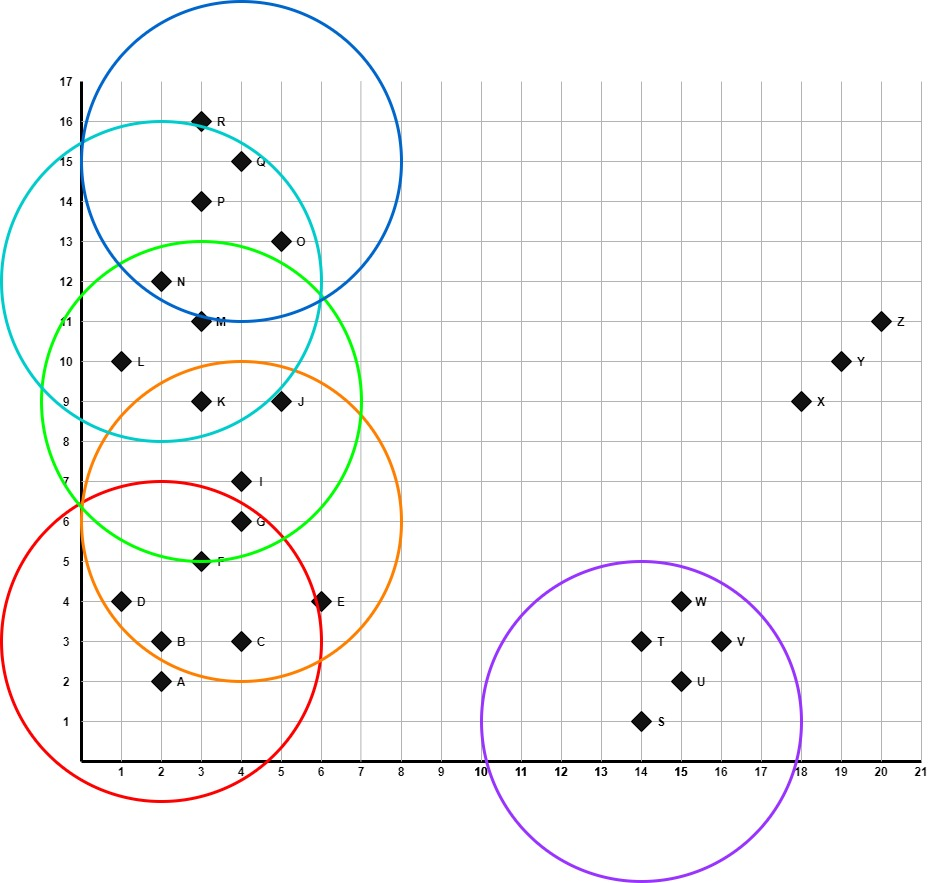 17
16 R
15 Q
14 P
13 O
12 N
11 M Z
10 L Y
9 K J X
8
7 I
6 G
5 F
4 D E W
3 B C T V
2 A U
1 S
1 2 3 4 5 6 7 8 9 10 11 12 13 14 15 16 17 18 19 20 21